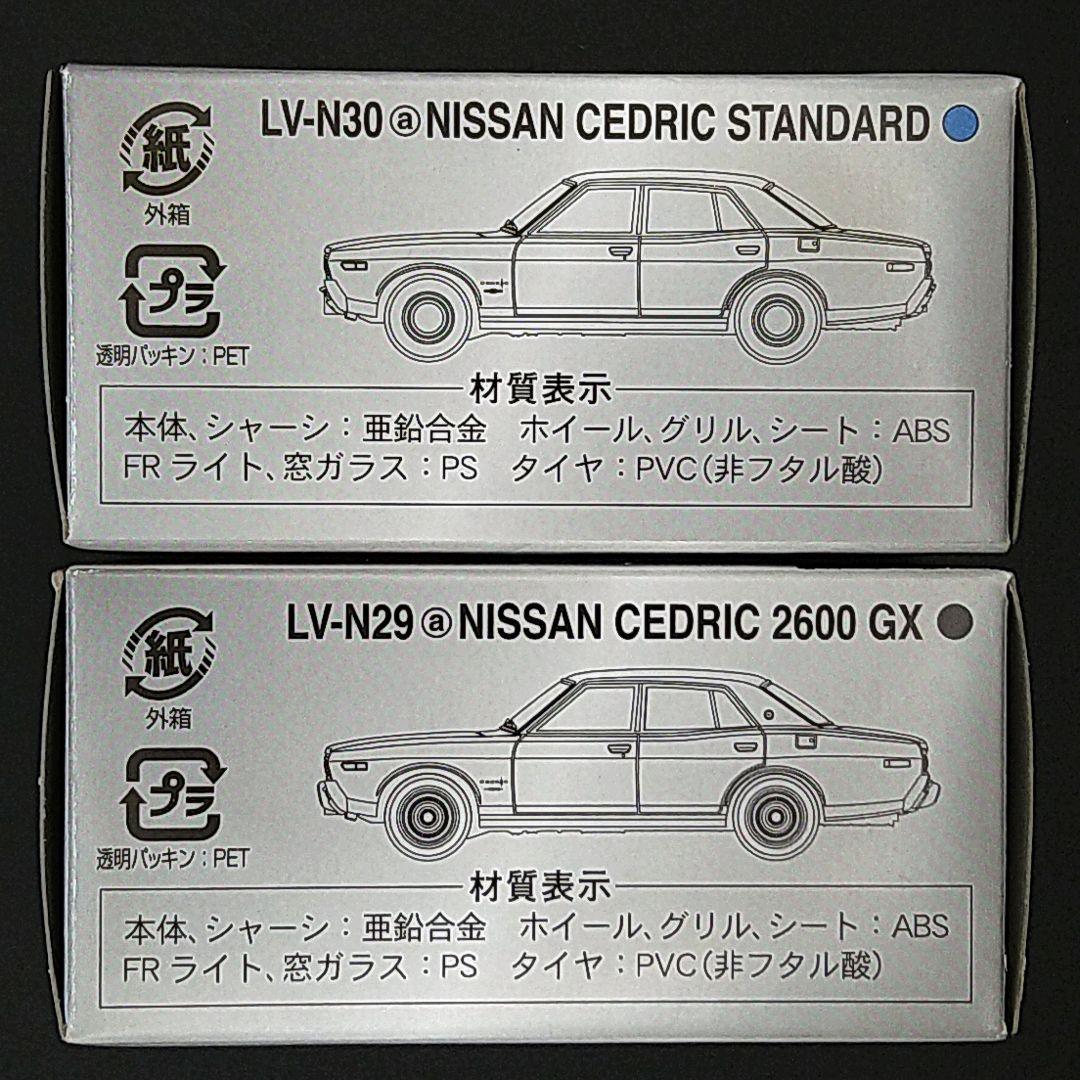 LV-N30 ⓐ NISSAN CEDRIC STANDARD
紙
外箱
プラ
透明パッキン：PET
材質表示
本体、シャーシ：亜鉛合金 ホイール、グリル、シート：ABS
FRライト、窓ガラス：PS タイヤ：PVC（非フタル酸）
LV-N29 ⓐ NISSAN CEDRIC 2600 GX
紙
外箱
プラ
透明パッキン：PET
材質表示
本体、シャーシ：亜鉛合金 ホイール、グリル、シート：ABS
FRライト、窓ガラス：PS タイヤ：PVC（非フタル酸）